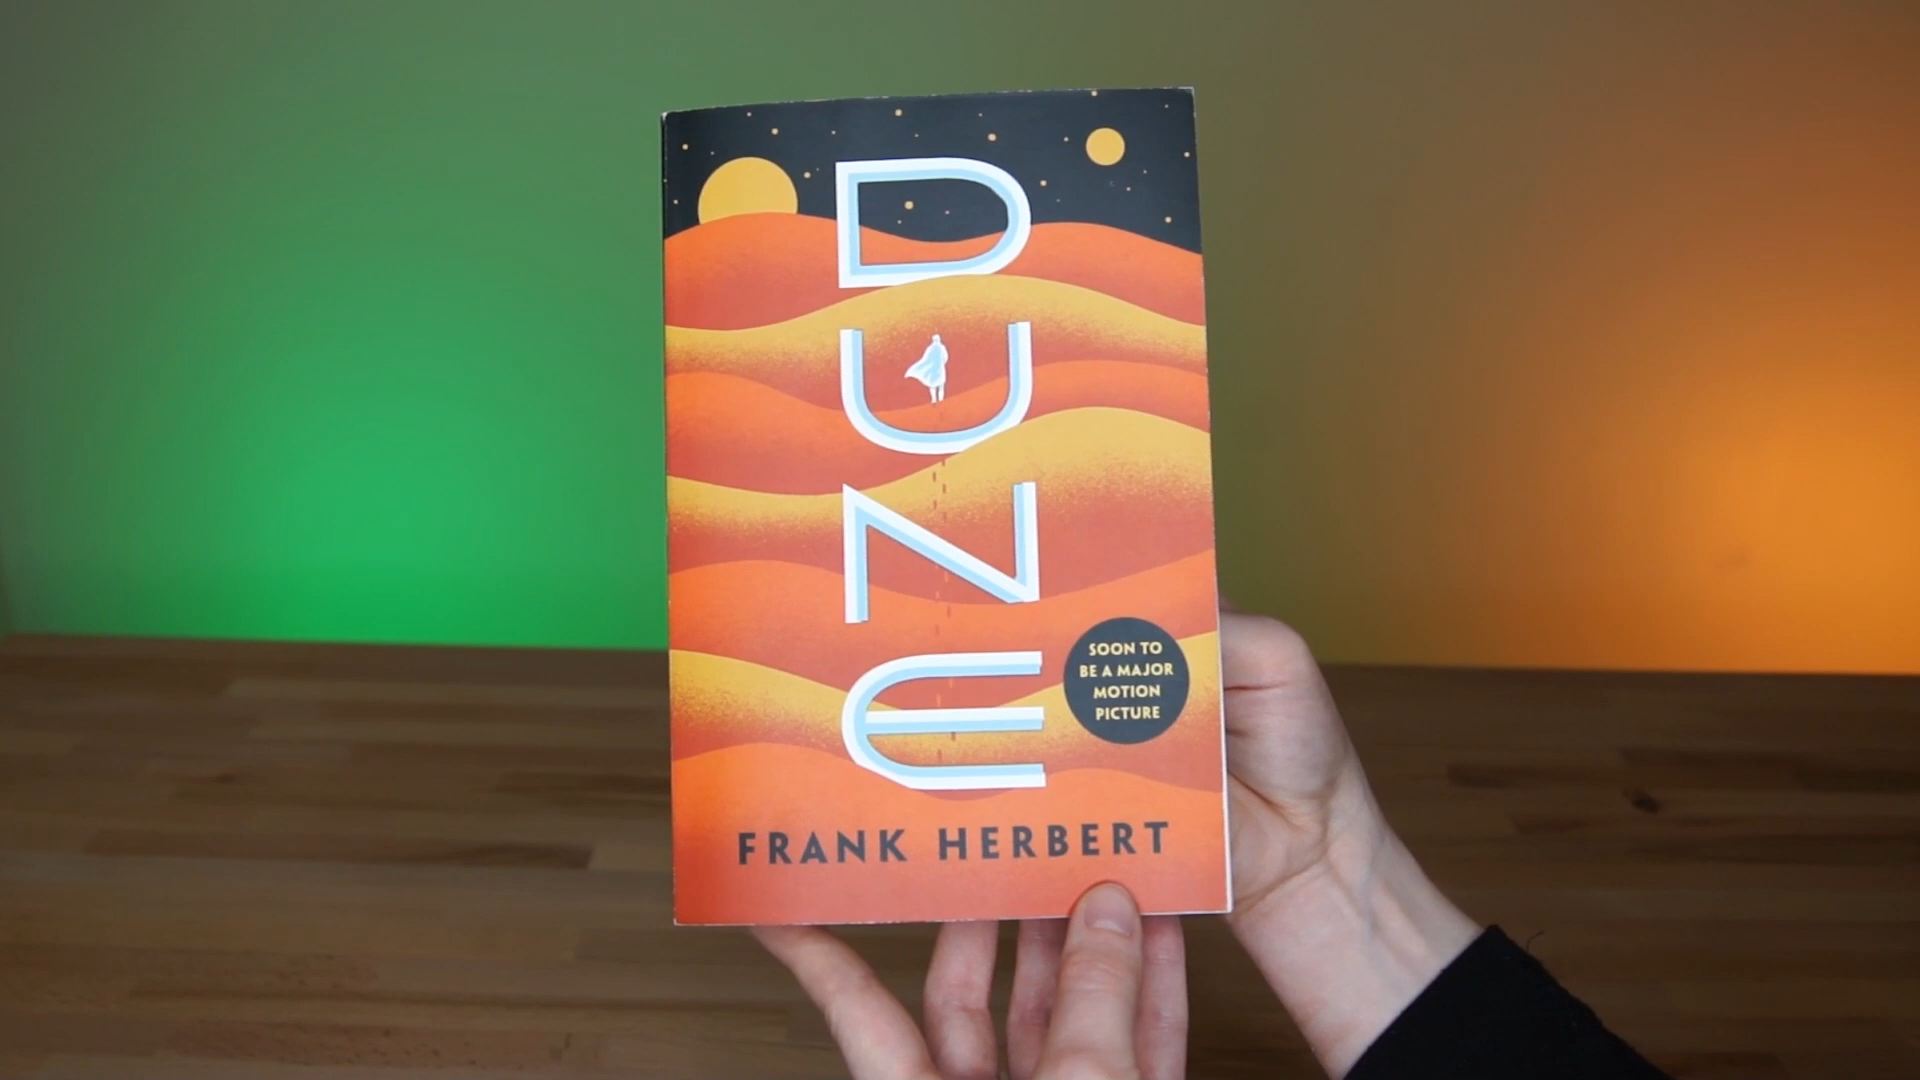 DUNE
SOON TO
BE A MAJOR
MOTION
PICTURE
FRANK HERBERT